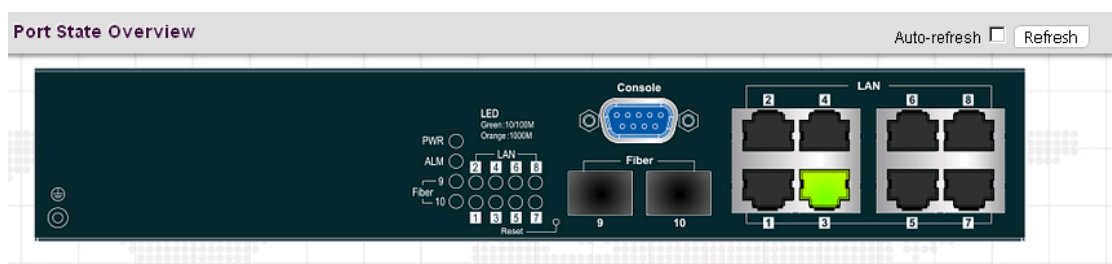 Port State Overview
Auto-refresh Refresh
Console
LAN
2 4 6 8
LED
Green:10/100M
Orange:1000M
PWR
LAN
ALM
2 4 6 8
Fiber
9
Fiber
10
1 3 5 7
Reset
9 10
1 3 5 7